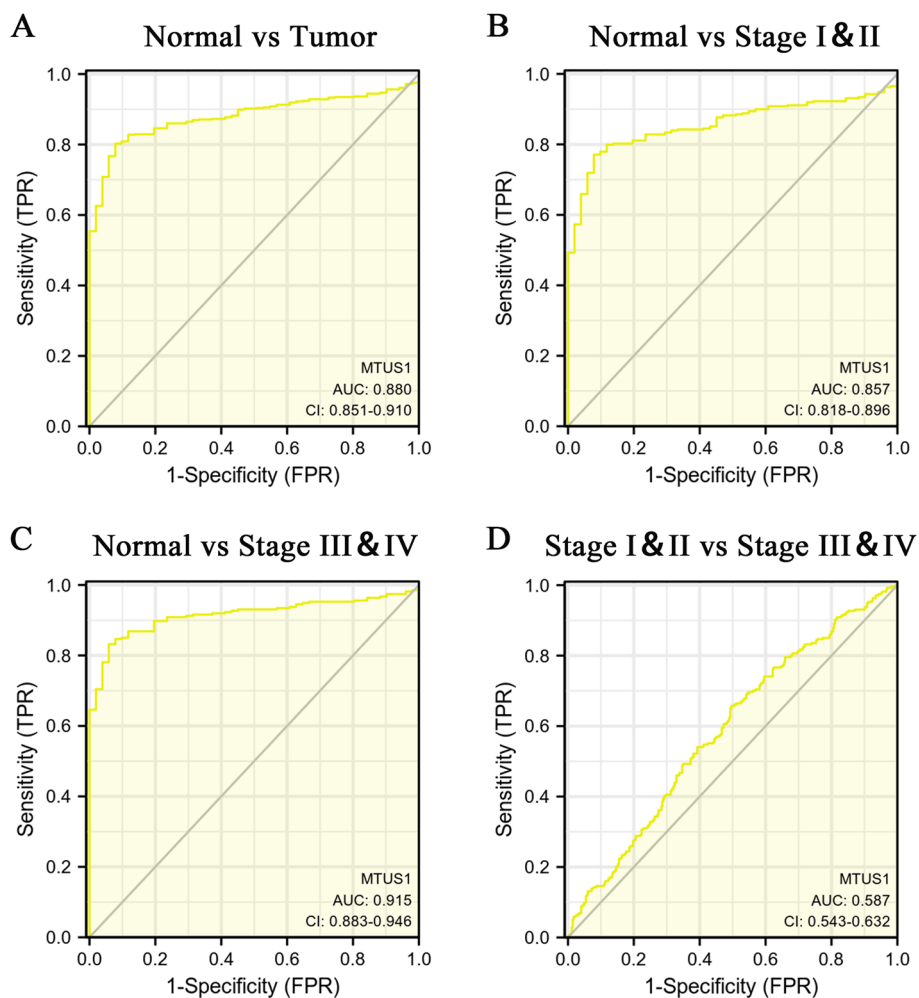 A
Normal vs Tumor
1.0
0.8
0.6
0.4
0.2
0.0
Sensitivity (TPR)
MTUS1
AUC: 0.880
CI: 0.851-0.910
0.0 0.2 0.4 0.6 0.8 1.0
1-Specificity (FPR)
B
Normal vs Stage I&II
1.0
0.8
0.6
0.4
0.2
0.0
Sensitivity (TPR)
MTUS1
AUC: 0.857
CI: 0.818-0.896
0.0 0.2 0.4 0.6 0.8 1.0
1-Specificity (FPR)
C
Normal vs Stage III&IV
1.0
0.8
0.6
0.4
0.2
0.0
Sensitivity (TPR)
MTUS1
AUC: 0.915
CI: 0.883-0.946
0.0 0.2 0.4 0.6 0.8 1.0
1-Specificity (FPR)
D
Stage I&II vs Stage III&IV
1.0
0.8
0.6
0.4
0.2
0.0
Sensitivity (TPR)
MTUS1
AUC: 0.587
CI: 0.543-0.632
0.0 0.2 0.4 0.6 0.8 1.0
1-Specificity (FPR)